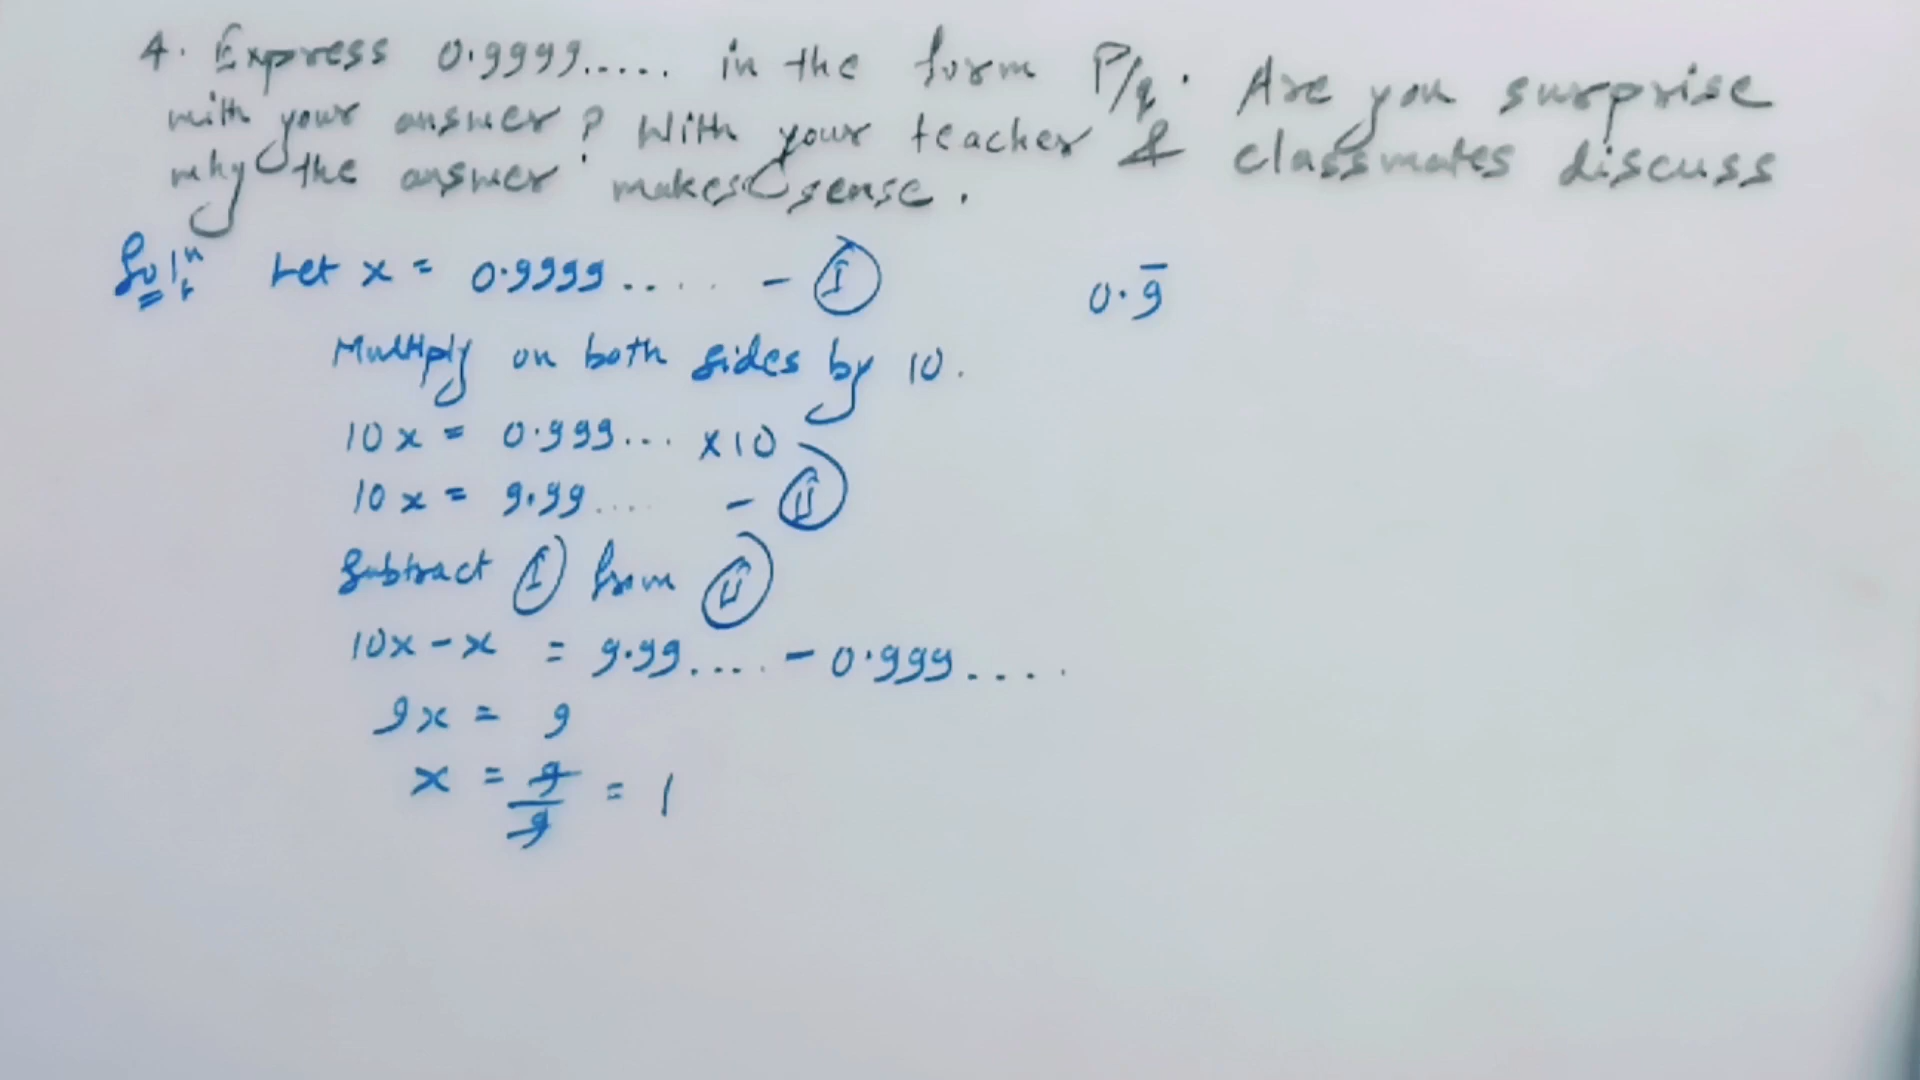 4. Express 0.9999..... in the form P/q. Are you surprise
with your answer? With your teacher & classmates discuss
why the answer makes sense.
Sol:ⁿ Let x = 0.9999..... - (I)
0.9̅
Multiply on both sides by 10.
10x = 0.999... ×10
10x = 9.99.... - (II)
Subtract (I) from (II)
10x - x = 9.99..... - 0.999.....
9x = 9
x = 9/9 = 1